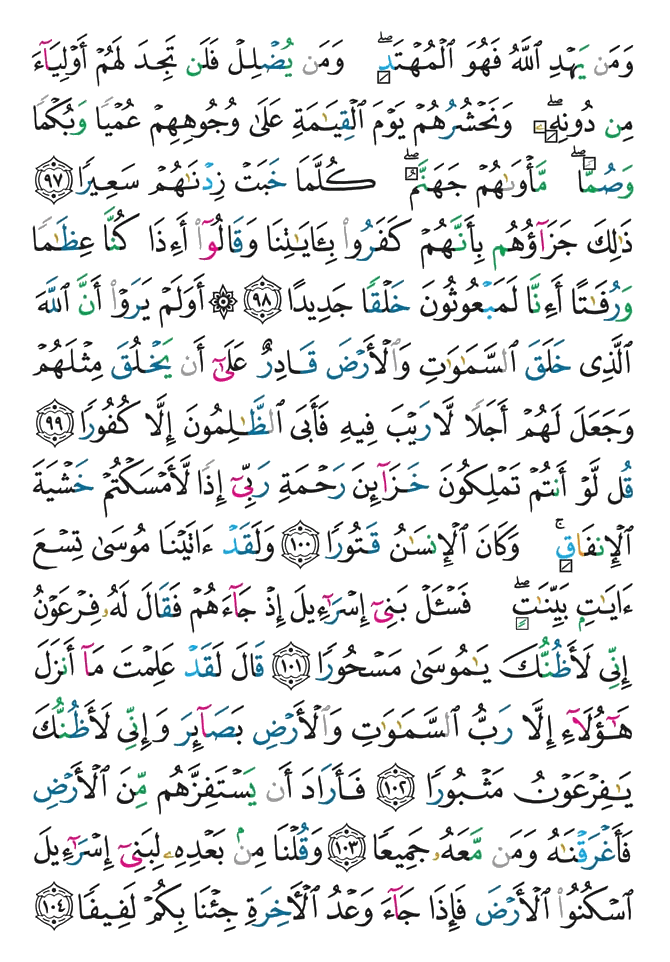 وَمَن يَهْدِ ٱللَّهُ فَهُوَ ٱلْمُهْتَدِۖ وَمَن يُضْلِلْ فَلَن تَجِدَ لَهُمْ أَوْلِيَآءَ
مِن دُونِهِۦۖ وَنَحْشُرُهُمْ يَوْمَ ٱلْقِيَـٰمَةِ عَلَىٰ وُجُوهِهِمْ عُمْيًا وَبُكْمًا
وَصُمًّاۖ مَّأْوَىٰهُمْ جَهَنَّمُۖ كُلَّمَا خَبَتْ زِدْنَـٰهُمْ سَعِيرًا ٩٧
ذَٰلِكَ جَزَآؤُهُم بِأَنَّهُمْ كَفَرُوا۟ بِـَٔايَـٰتِنَا وَقَالُوٓا۟ أَءِذَا كُنَّا عِظَـٰمًا
وَرُفَـٰتًا أَءِنَّا لَمَبْعُوثُونَ خَلْقًا جَدِيدًا ٩٨ ۞ أَوَلَمْ يَرَوْا۟ أَنَّ ٱللَّهَ
ٱلَّذِى خَلَقَ ٱلسَّمَـٰوَٰتِ وَٱلْأَرْضَ قَادِرٌ عَلَىٰٓ أَن يَخْلُقَ مِثْلَهُمْ
وَجَعَلَ لَهُمْ أَجَلًا لَّا رَيْبَ فِيهِ فَأَبَى ٱلظَّـٰلِمُونَ إِلَّا كُفُورًا ٩٩
قُل لَّوْ أَنتُمْ تَمْلِكُونَ خَزَآئِنَ رَحْمَةِ رَبِّىٓ إِذًا لَّأَمْسَكْتُمْ خَشْيَةَ
ٱلْإِنفَاقِۚ وَكَانَ ٱلْإِنسَـٰنُ قَتُورًا ١٠٠ وَلَقَدْ ءَاتَيْنَا مُوسَىٰ تِسْعَ
ءَايَـٰتٍۭ بَيِّنَـٰتٍۖ فَسْـَٔلْ بَنِىٓ إِسْرَٰٓءِيلَ إِذْ جَآءَهُمْ فَقَالَ لَهُۥ فِرْعَوْنُ
إِنِّى لَأَظُنُّكَ يَـٰمُوسَىٰ مَسْحُورًا ١٠١ قَالَ لَقَدْ عَلِمْتَ مَآ أَنزَلَ
هَـٰٓؤُلَآءِ إِلَّا رَبُّ ٱلسَّمَـٰوَٰتِ وَٱلْأَرْضِ بَصَآئِرَ وَإِنِّى لَأَظُنُّكَ
يَـٰفِرْعَوْنُ مَثْبُورًا ١٠٢ فَأَرَادَ أَن يَسْتَفِزَّهُم مِّنَ ٱلْأَرْضِ
فَأَغْرَقْنَـٰهُ وَمَن مَّعَهُۥ جَمِيعًا ١٠٣ وَقُلْنَا مِنۢ بَعْدِهِۦ لِبَنِىٓ إِسْرَٰٓءِيلَ
ٱسْكُنُوا۟ ٱلْأَرْضَ فَإِذَا جَآءَ وَعْدُ ٱلْـَٔاخِرَةِ جِئْنَا بِكُمْ لَفِيفًا ١٠٤